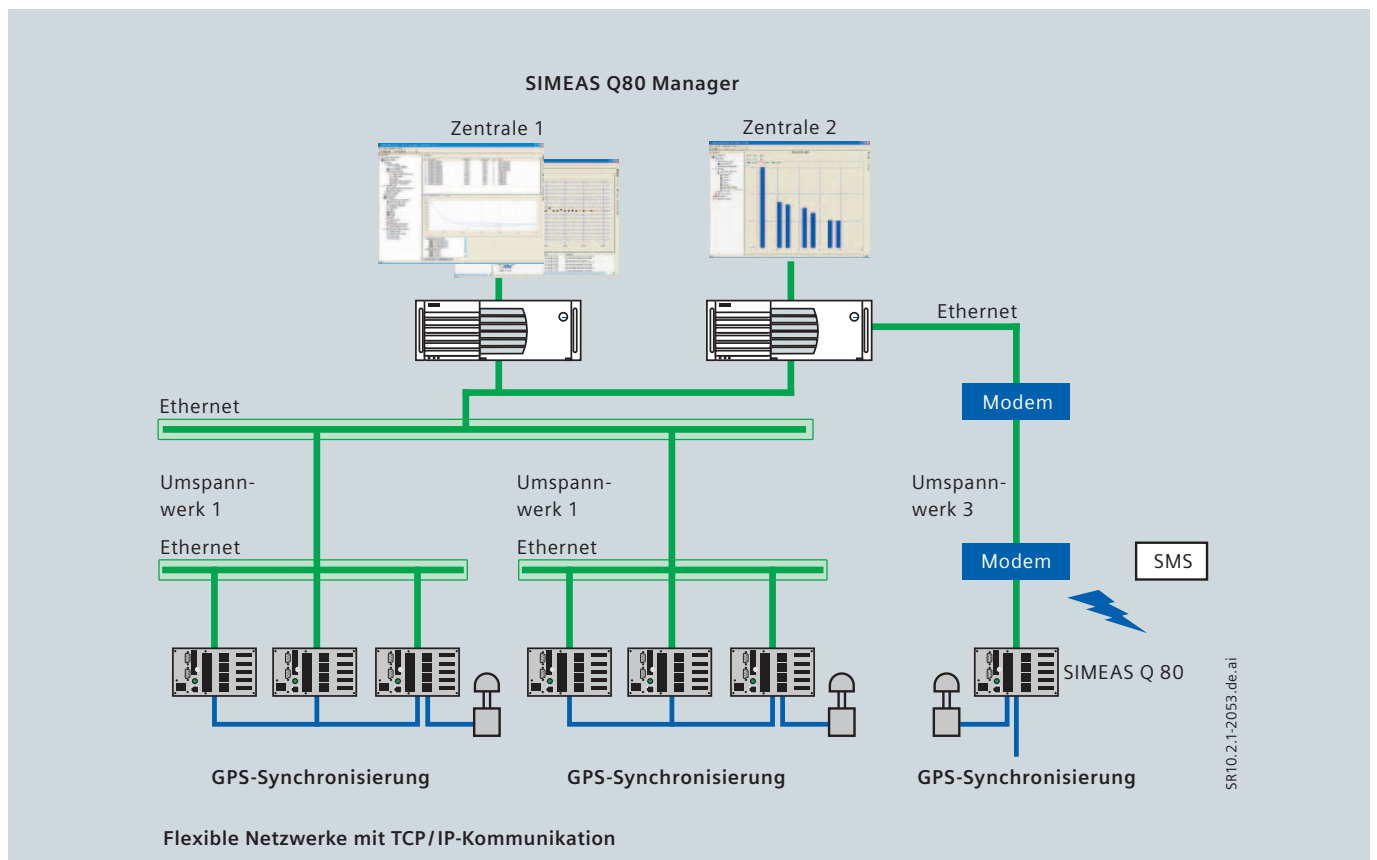 SIMEAS Q80 Manager
Zentrale 1
Zentrale 2
Ethernet
Modem
Ethernet
Umspann-
werk 1
Umspann-
werk 1
Umspann-
werk 3
Ethernet
Ethernet
Modem
SMS
SIMEAS Q 80
GPS-Synchronisierung
GPS-Synchronisierung
GPS-Synchronisierung
SR10.2.1-2053.de.ai
Flexible Netzwerke mit TCP/IP-Kommunikation